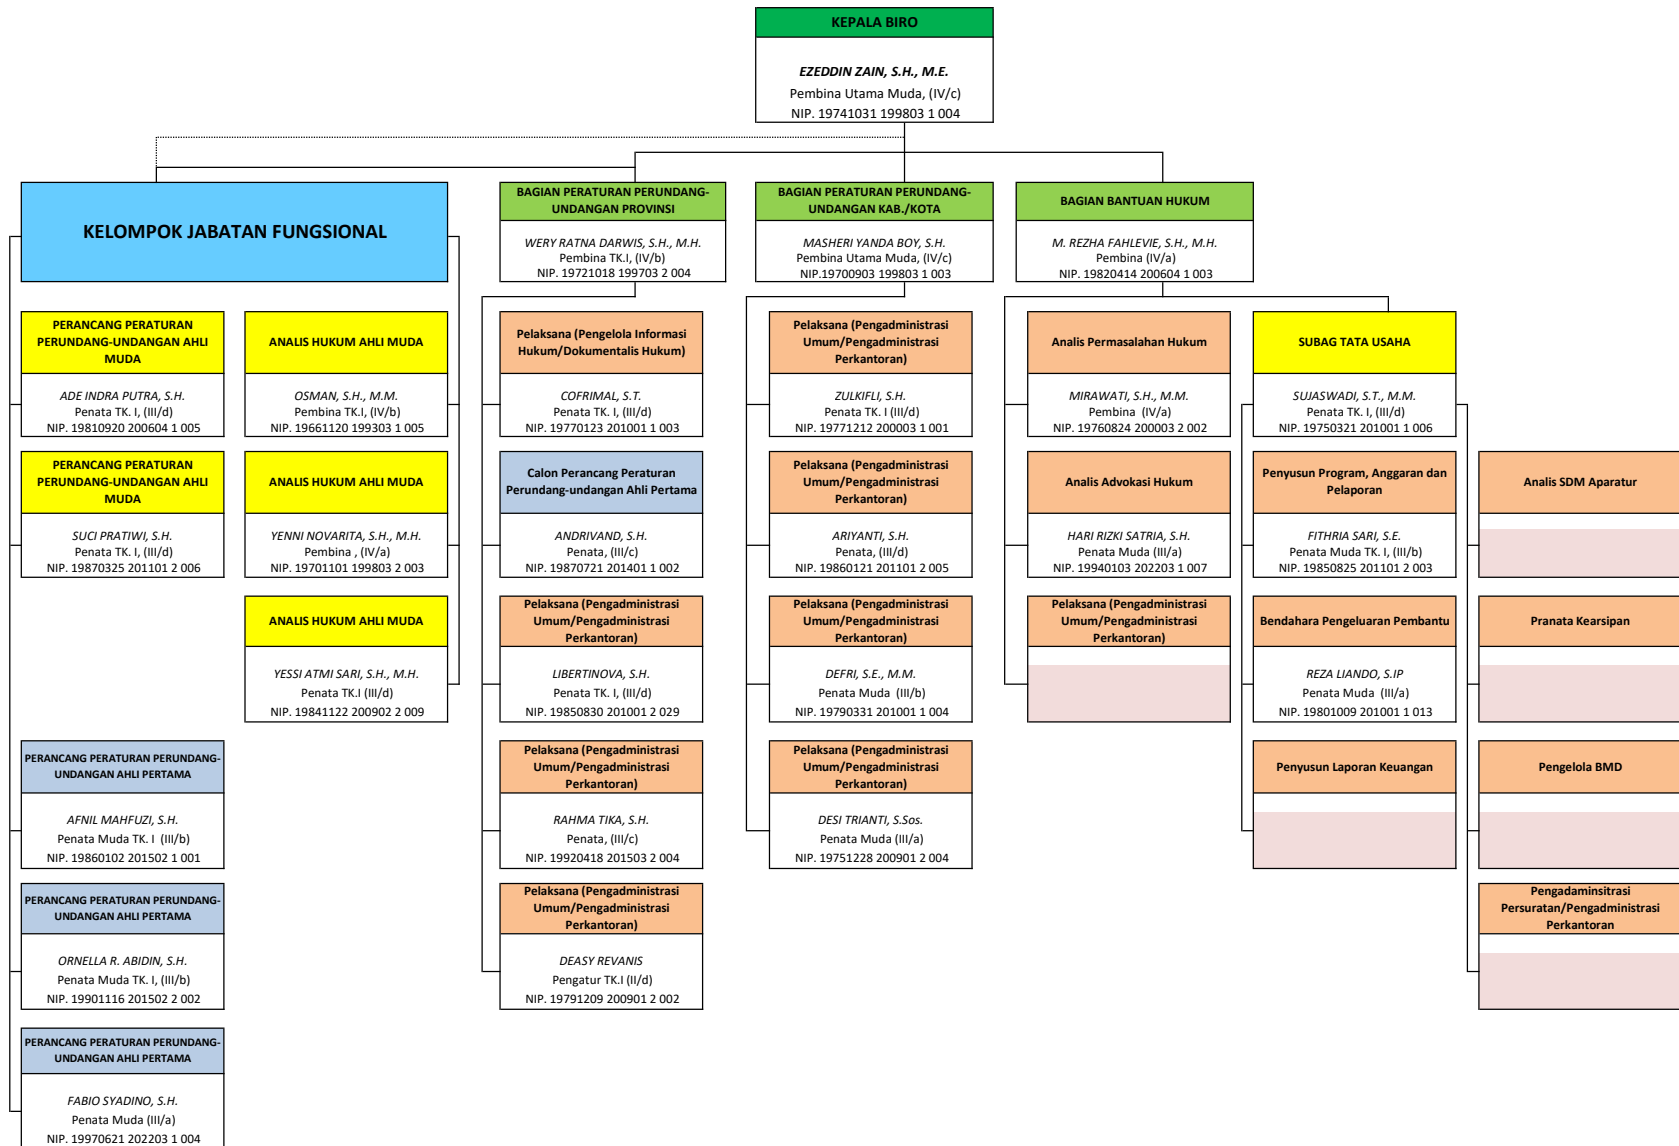 KEPALA BIRO
EZEDDIN ZAIN, S.H., M.E.
Pembina Utama Muda, (IV/c)
NIP. 19741031 199803 1 004
KELOMPOK JABATAN FUNGSIONAL
BAGIAN PERATURAN PERUNDANG-
UNDANGAN PROVINSI
WERY RATNA DARWIS, S.H., M.H.
Pembina TK.I, (IV/b)
NIP. 19721018 199703 2 004
BAGIAN PERATURAN PERUNDANG-
UNDANGAN KAB./KOTA
MASHERI YANDA BOY, S.H.
Pembina Utama Muda, (IV/c)
NIP.19700903 199803 1 003
BAGIAN BANTUAN HUKUM
M. REZHA FAHLEVIE, S.H., M.H.
Pembina (IV/a)
NIP. 19820414 200604 1 003
PERANCANG PERATURAN
PERUNDANG-UNDANGAN AHLI
MUDA
ADE INDRA PUTRA, S.H.
Penata TK. I, (III/d)
NIP. 19810920 200604 1 005
ANALIS HUKUM AHLI MUDA
OSMAN, S.H., M.M.
Pembina TK.I, (IV/b)
NIP. 19661120 199303 1 005
Pelaksana (Pengelola Informasi
Hukum/Dokumentalis Hukum)
COFRIMAL, S.T.
Penata TK. I, (III/d)
NIP. 19770123 201001 1 003
Pelaksana (Pengadministrasi
Umum/Pengadministrasi
Perkantoran)
ZULKIFLI, S.H.
Penata TK. I (III/d)
NIP. 19771212 200003 1 001
Analis Permasalahan Hukum
MIRAWATI, S.H., M.M.
Pembina (IV/a)
NIP. 19760824 200003 2 002
SUBAG TATA USAHA
SUJASWADI, S.T., M.M.
Penata TK. I, (III/d)
NIP. 19750321 201001 1 006
PERANCANG PERATURAN
PERUNDANG-UNDANGAN AHLI
MUDA
SUCI PRATIWI, S.H.
Penata TK. I, (III/d)
NIP. 19870325 201101 2 006
ANALIS HUKUM AHLI MUDA
YENNI NOVARITA, S.H., M.H.
Pembina , (IV/a)
NIP. 19701101 199803 2 003
Calon Perancang Peraturan
Perundang-undangan Ahli Pertama
ANDRIVAND, S.H.
Penata, (III/c)
NIP. 19870721 201401 1 002
Pelaksana (Pengadministrasi
Umum/Pengadministrasi
Perkantoran)
ARIYANTI, S.H.
Penata, (III/d)
NIP. 19860121 201101 2 005
Analis Advokasi Hukum
HARI RIZKI SATRIA, S.H.
Penata Muda (III/a)
NIP. 19940103 202203 1 007
Penyusun Program, Anggaran dan
Pelaporan
FITHRIA SARI, S.E.
Penata Muda TK. I, (III/b)
NIP. 19850825 201101 2 003
Analis SDM Aparatur
ANALIS HUKUM AHLI MUDA
YESSI ATMI SARI, S.H., M.H.
Penata TK.I (III/d)
NIP. 19841122 200902 2 009
Pelaksana (Pengadministrasi
Umum/Pengadministrasi
Perkantoran)
LIBERTINOVA, S.H.
Penata TK. I, (III/d)
NIP. 19850830 201001 2 029
Pelaksana (Pengadministrasi
Umum/Pengadministrasi
Perkantoran)
DEFRI, S.E., M.M.
Penata Muda (III/b)
NIP. 19790331 201001 1 004
Pelaksana (Pengadministrasi
Umum/Pengadministrasi
Perkantoran)
Bendahara Pengeluaran Pembantu
REZA LIANDO, S.IP
Penata Muda (III/a)
NIP. 19801009 201001 1 013
Pranata Kearsipan
PERANCANG PERATURAN PERUNDANG-
UNDANGAN AHLI PERTAMA
AFNIL MAHFUZI, S.H.
Penata Muda TK. I (III/b)
NIP. 19860102 201502 1 001
Pelaksana (Pengadministrasi
Umum/Pengadministrasi
Perkantoran)
RAHMA TIKA, S.H.
Penata, (III/c)
NIP. 19920418 201503 2 004
Pelaksana (Pengadministrasi
Umum/Pengadministrasi
Perkantoran)
DESI TRIANTI, S.Sos.
Penata Muda (III/a)
NIP. 19751228 200901 2 004
Penyusun Laporan Keuangan
Pengelola BMD
PERANCANG PERATURAN PERUNDANG-
UNDANGAN AHLI PERTAMA
ORNELLA R. ABIDIN, S.H.
Penata Muda TK. I, (III/b)
NIP. 19901116 201502 2 002
Pelaksana (Pengadministrasi
Umum/Pengadministrasi
Perkantoran)
DEASY REVANIS
Pengatur TK.I (II/d)
NIP. 19791209 200901 2 002
Pengadaminsitrasi
Persuratan/Pengadministrasi
Perkantoran
PERANCANG PERATURAN PERUNDANG-
UNDANGAN AHLI PERTAMA
FABIO SYADINO, S.H.
Penata Muda (III/a)
NIP. 19970621 202203 1 004